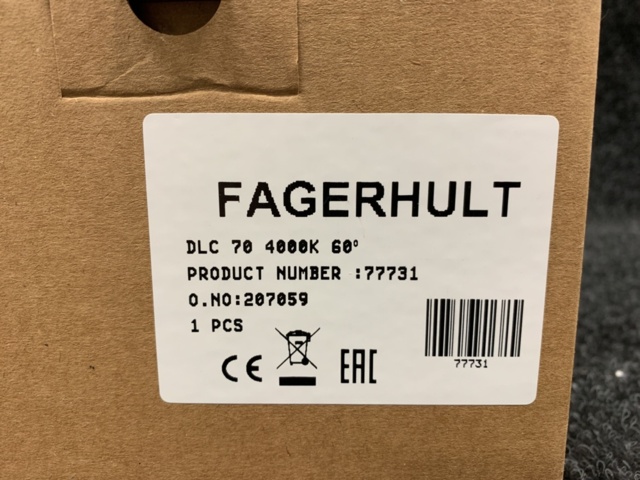 FAGERHULT
DLC 70 4000K 60°
PRODUCT NUMBER :77731
O.NO:207059
1 PCS
CE EAC
77731